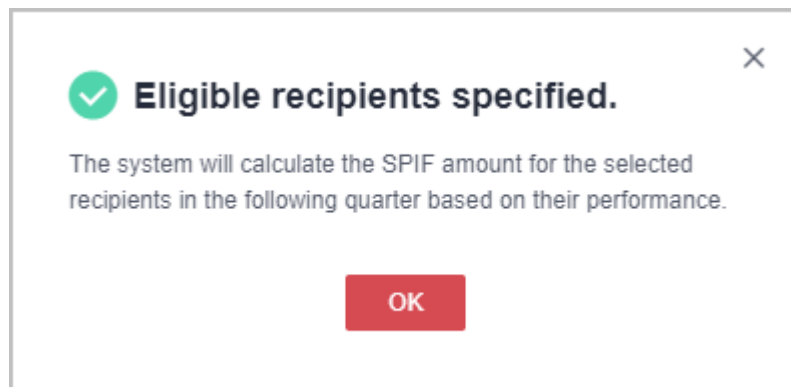 Eligible recipients specified.
The system will calculate the SPIF amount for the selected
recipients in the following quarter based on their performance.
OK